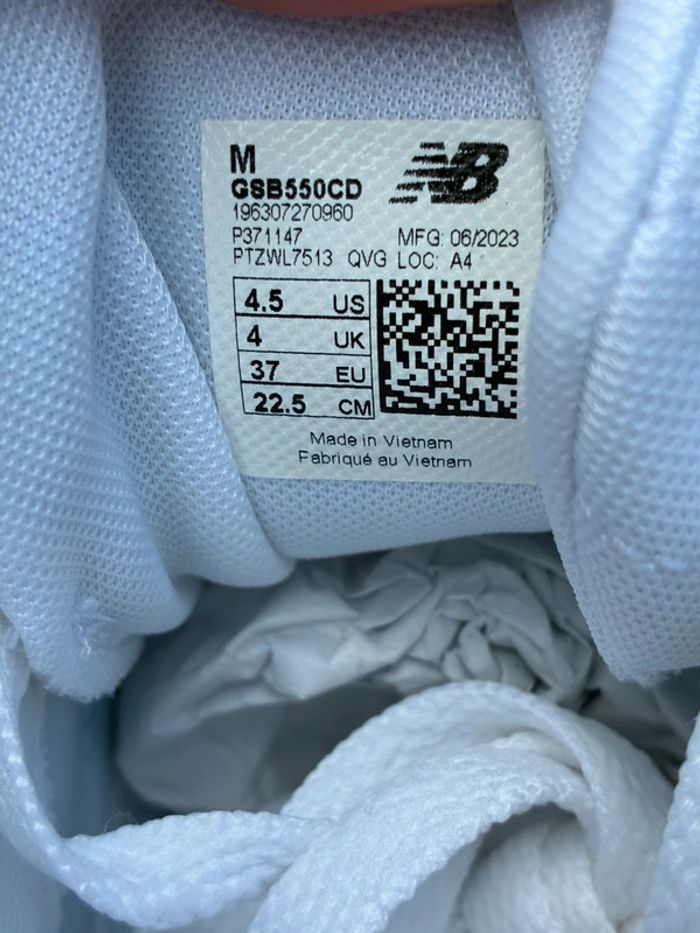 M
NB
GSB550CD
196307270960
P371147 MFG: 06/2023
PTZWL7513 QVG LOC: A4
4.5 US
4 UK
37 EU
22.5 CM
Made in Vietnam
Fabriqué au Vietnam